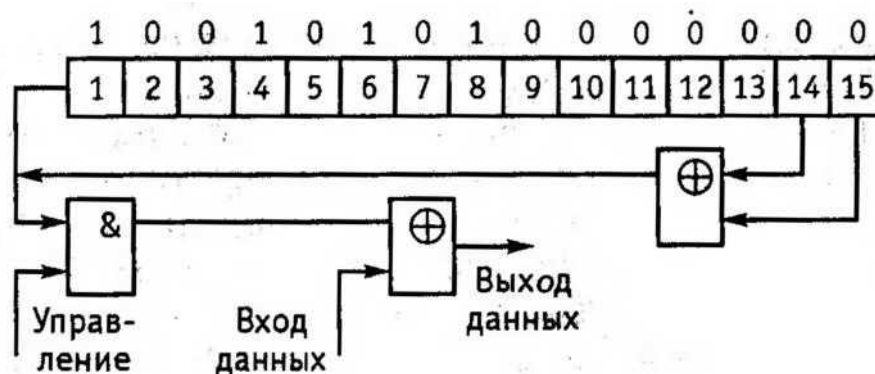 1 0 0 1 0 1 0 1 0 0 0 0 0 0 0
1 2 3 4 5 6 7 8 9 10 11 12 13 14 15
&
⊕
⊕
Управ-
ление
Вход
данных
Выход
данных